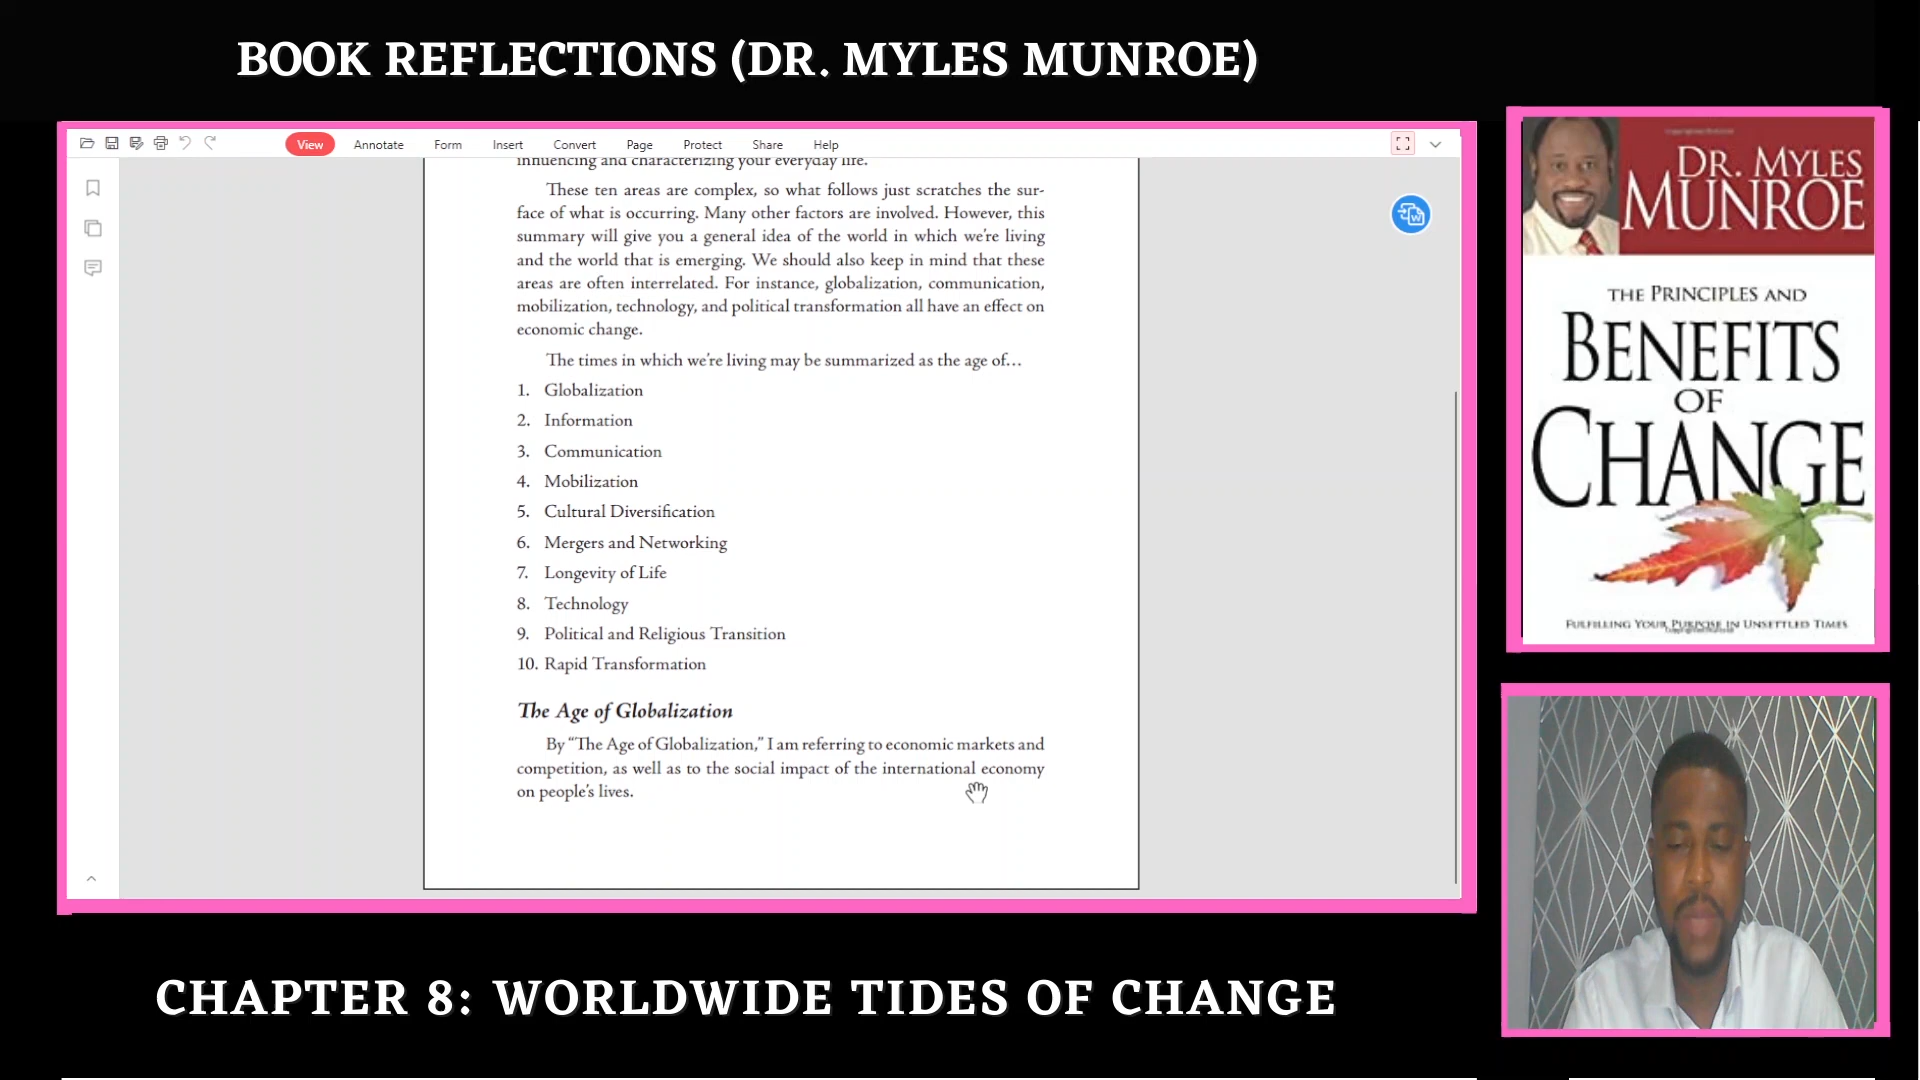 BOOK REFLECTIONS (DR. MYLES MUNROE)
View
Annotate
Form
Insert
Convert
Page
Protect
Share
Help
influencing and characterizing your everyday life.
These ten areas are complex, so what follows just scratches the sur-
face of what is occurring. Many other factors are involved. However, this
summary will give you a general idea of the world in which we're living
and the world that is emerging. We should also keep in mind that these
areas are often interrelated. For instance, globalization, communication,
mobilization, technology, and political transformation all have an effect on
economic change.
The times in which we're living may be summarized as the age of…
1. Globalization
2. Information
3. Communication
4. Mobilization
5. Cultural Diversification
6. Mergers and Networking
7. Longevity of Life
8. Technology
9. Political and Religious Transition
10. Rapid Transformation
The Age of Globalization
By “The Age of Globalization,” I am referring to economic markets and
competition, as well as to the social impact of the international economy
on people's lives.
DR. MYLES
MUNROE
THE PRINCIPLES AND
BENEFITS
OF
CHANGE
FULFILLING YOUR PURPOSE IN UNSETTLED TIMES
CHAPTER 8: WORLDWIDE TIDES OF CHANGE